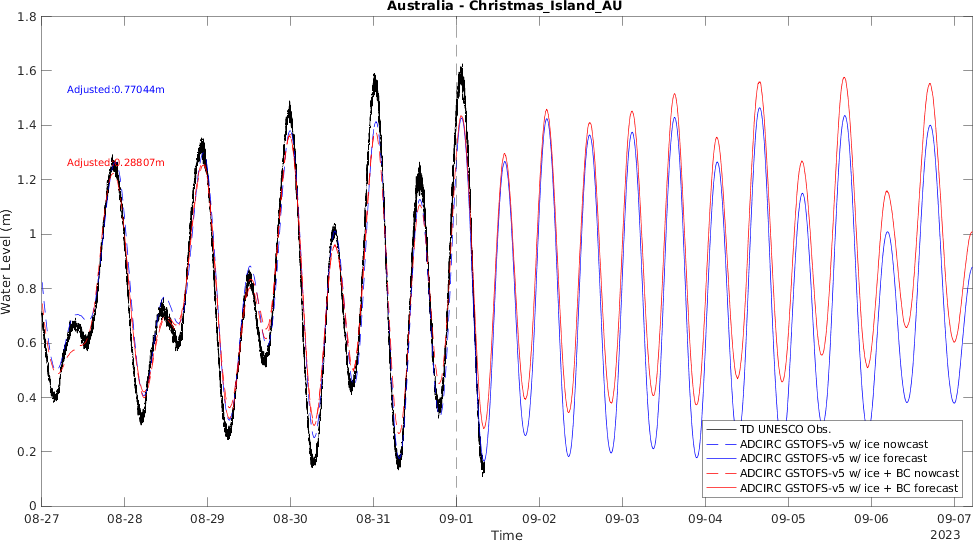 Australia - Christmas_Island_AU
Water Level (m)
1.8
1.6
1.4
1.2
1
0.8
0.6
0.4
0.2
0
Adjusted:0.77044m
Adjusted:0.28807m
TD UNESCO Obs.
ADCIRC GSTOFS-v5 w/ ice nowcast
ADCIRC GSTOFS-v5 w/ ice forecast
ADCIRC GSTOFS-v5 w/ ice + BC nowcast
ADCIRC GSTOFS-v5 w/ ice + BC forecast
08-27 08-28 08-29 08-30 08-31 09-01 09-02 09-03 09-04 09-05 09-06 09-07
Time
2023